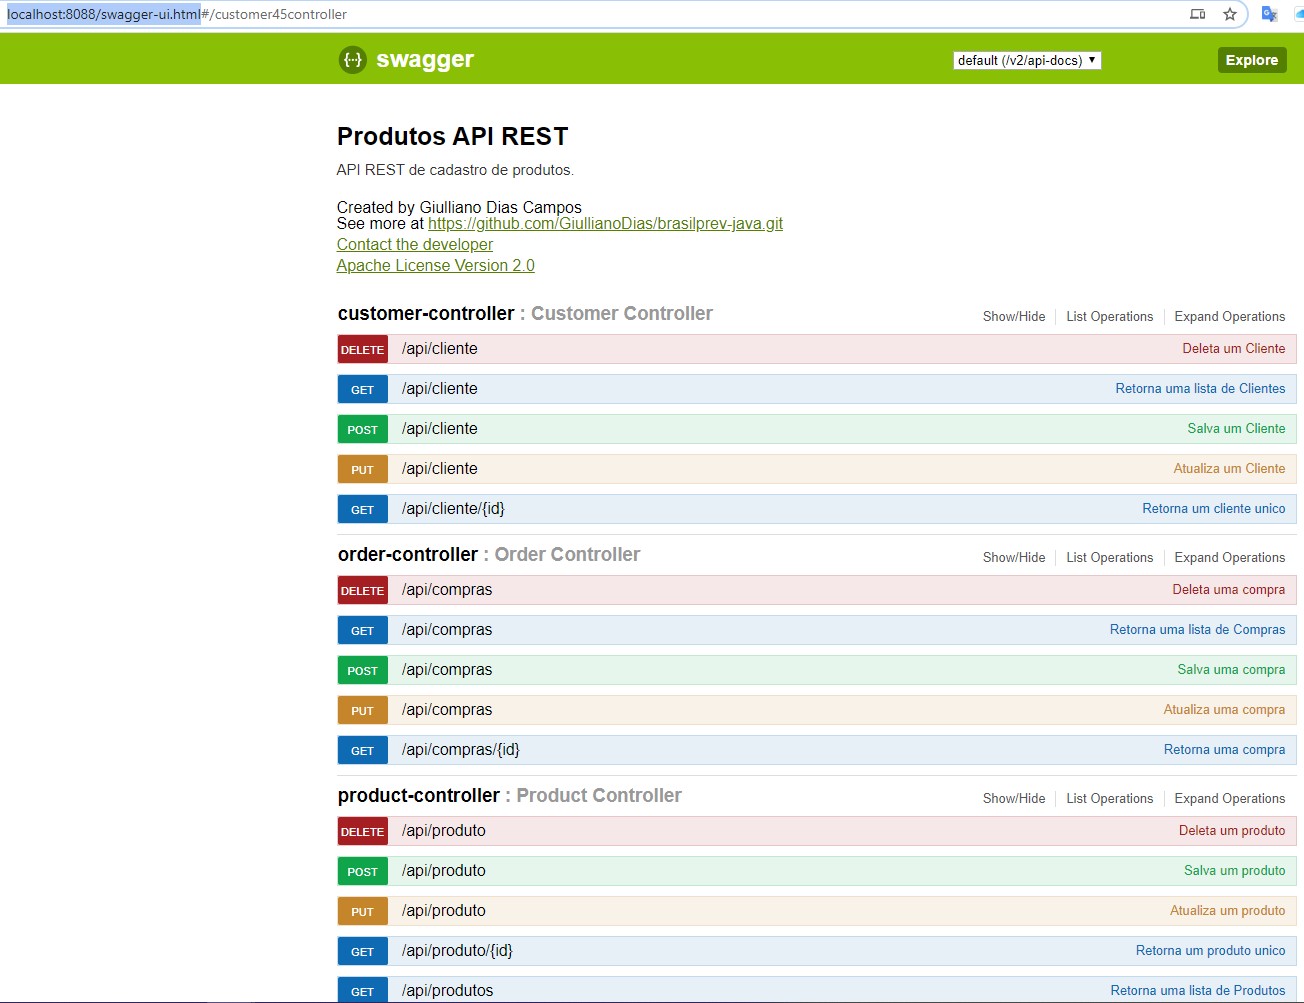 localhost:8088/swagger-ui.html#/customer45controller
{···} swagger
default (/v2/api-docs) ▼
Explore
Produtos API REST
API REST de cadastro de produtos.
Created by Giulliano Dias Campos
See more at https://github.com/GiullianoDias/brasilprev-java.git
Contact the developer
Apache License Version 2.0
customer-controller : Customer Controller Show/Hide List Operations Expand Operations
DELETE /api/cliente Deleta um Cliente
GET /api/cliente Retorna uma lista de Clientes
POST /api/cliente Salva um Cliente
PUT /api/cliente Atualiza um Cliente
GET /api/cliente/{id} Retorna um cliente unico
order-controller : Order Controller Show/Hide List Operations Expand Operations
DELETE /api/compras Deleta uma compra
GET /api/compras Retorna uma lista de Compras
POST /api/compras Salva uma compra
PUT /api/compras Atualiza uma compra
GET /api/compras/{id} Retorna uma compra
product-controller : Product Controller Show/Hide List Operations Expand Operations
DELETE /api/produto Deleta um produto
POST /api/produto Salva um produto
PUT /api/produto Atualiza um produto
GET /api/produto/{id} Retorna um produto unico
GET /api/produtos Retorna uma lista de Produtos